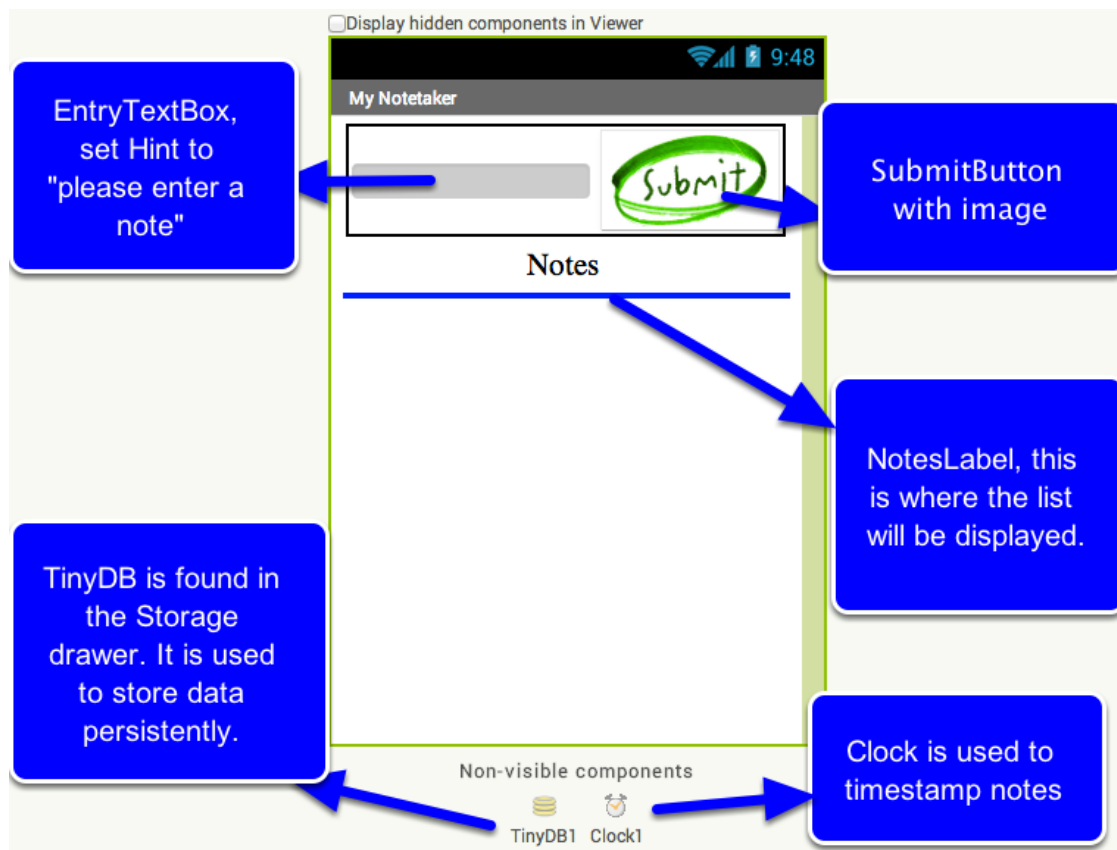 Display hidden components in Viewer
9:48
My Notetaker
EntryTextBox,
set Hint to
"please enter a
note"
Submit
SubmitButton
with image
Notes
NotesLabel, this
is where the list
will be displayed.
TinyDB is found in
the Storage
drawer. It is used
to store data
persistently.
Clock is used to
timestamp notes
Non-visible components
TinyDB1 Clock1